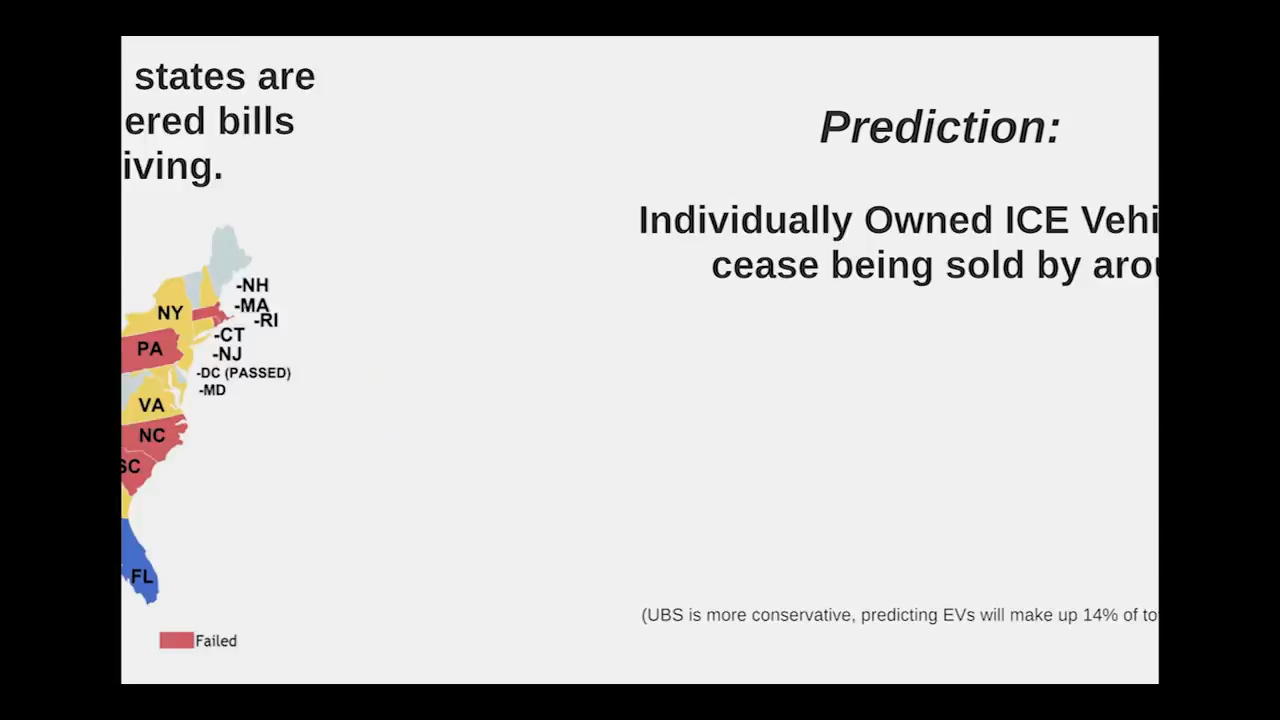 states are
ered bills
iving.
NY
PA
VA
NC
SC
FL
-NH
-MA
-RI
-CT
-NJ
-DC (PASSED)
-MD
Failed
Prediction:
Individually Owned ICE Vehi
cease being sold by arou
(UBS is more conservative, predicting EVs will make up 14% of to